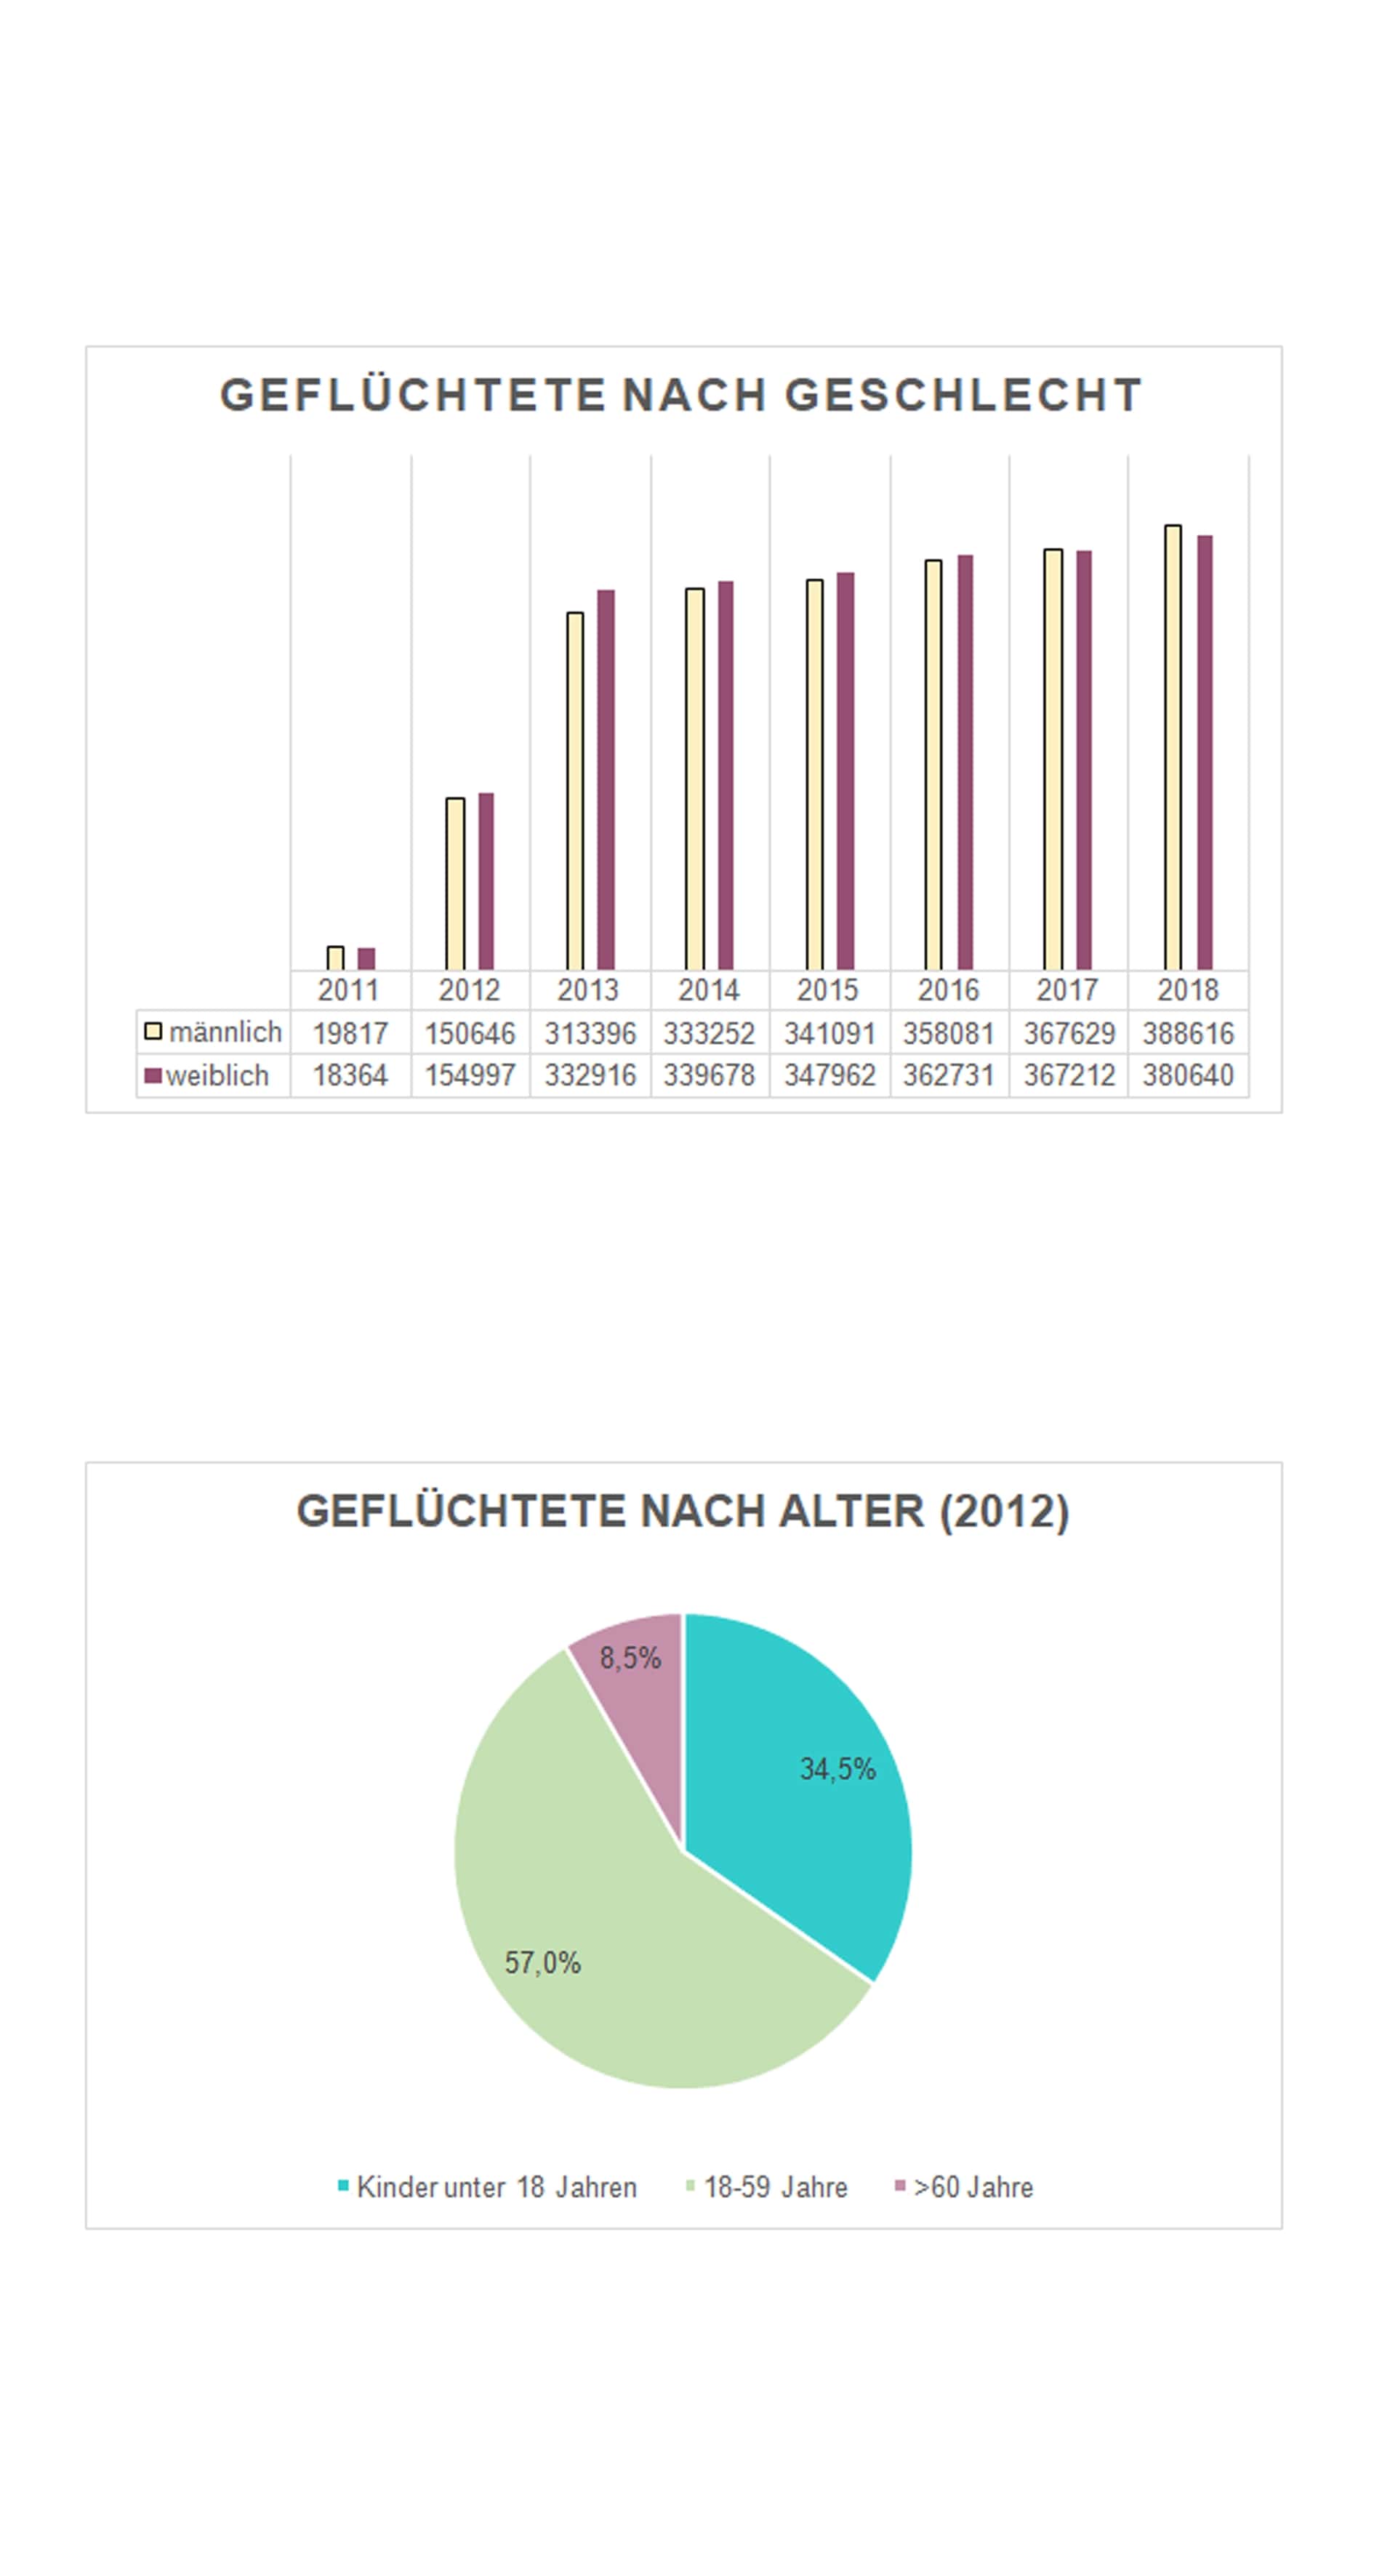 GEFLÜCHTETE NACH GESCHLECHT
2011 2012 2013 2014 2015 2016 2017 2018
männlich 19817 150646 313396 333252 341091 358081 367629 388616
weiblich 18364 154997 332916 339678 347962 362731 367212 380640
GEFLÜCHTETE NACH ALTER (2012)
8,5%
34,5%
57,0%
Kinder unter 18 Jahren 18-59 Jahre >60 Jahre